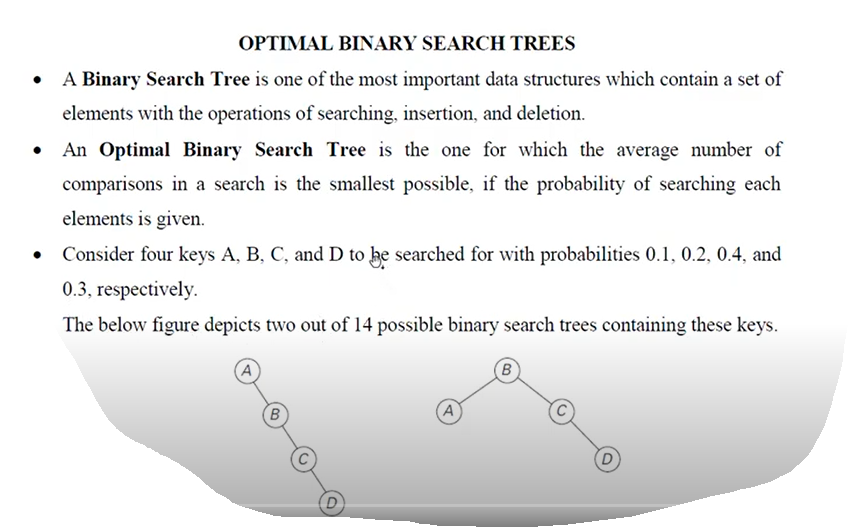 OPTIMAL BINARY SEARCH TREES
• A Binary Search Tree is one of the most important data structures which contain a set of
elements with the operations of searching, insertion, and deletion.
• An Optimal Binary Search Tree is the one for which the average number of
comparisons in a search is the smallest possible, if the probability of searching each
elements is given.
• Consider four keys A, B, C, and D to be searched for with probabilities 0.1, 0.2, 0.4, and
0.3, respectively.
The below figure depicts two out of 14 possible binary search trees containing these keys.
A
B
C
D
B
A
C
D